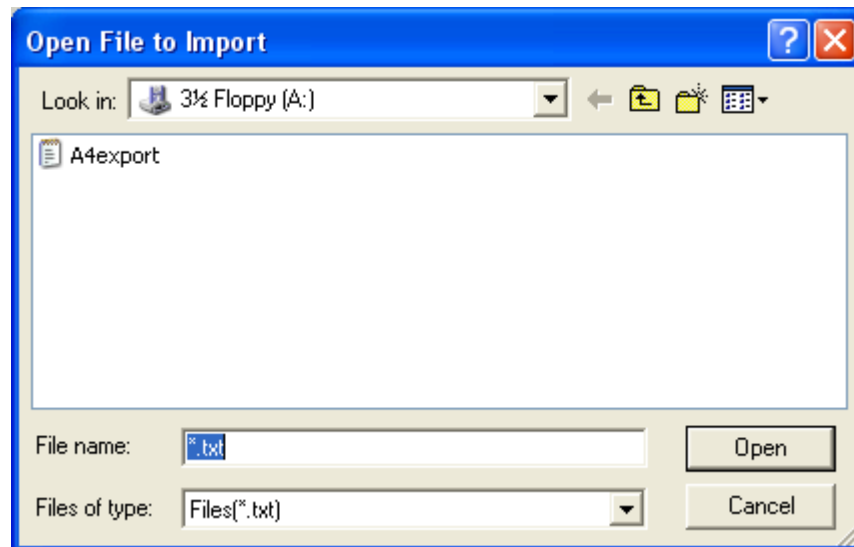 Open File to Import
Look in: 3½ Floppy (A:)
A4export
File name: *.txt Open
Files of type: Files(*.txt) Cancel